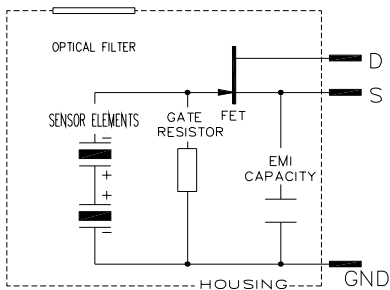 OPTICAL FILTER
D
S
SENSOR ELEMENTS
GATE
RESISTOR
FET
EMI
CAPACITY
−
+
+
−
HOUSING
GND